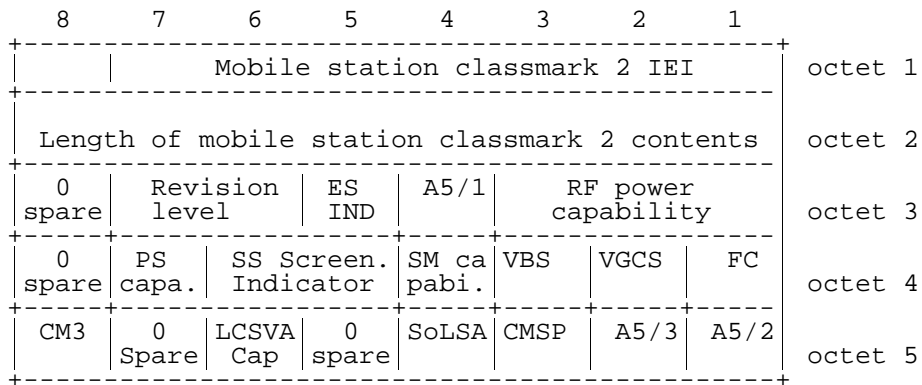 8 7 6 5 4 3 2 1
Mobile station classmark 2 IEI octet 1
Length of mobile station classmark 2 contents octet 2
0 Revision ES A5/1 RF power
spare level IND capability octet 3
0 PS SS Screen. SM ca VBS VGCS FC
spare capa. Indicator pabi. octet 4
CM3 0 LCSVA 0 SoLSA CMSP A5/3 A5/2
Spare Cap spare octet 5